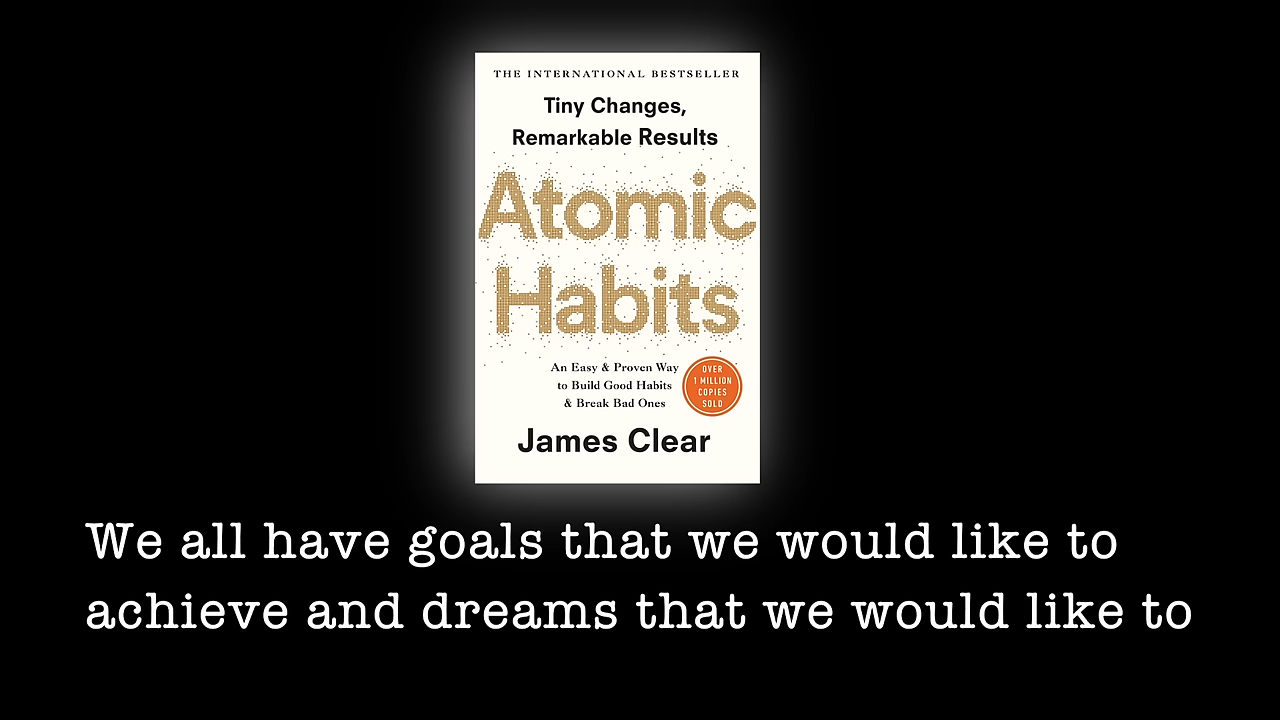 THE INTERNATIONAL BESTSELLER
Tiny Changes,
Remarkable Results
Atomic
Habits
An Easy & Proven Way
to Build Good Habits
& Break Bad Ones
OVER
1 MILLION
COPIES
SOLD
James Clear
We all have goals that we would like to
achieve and dreams that we would like to